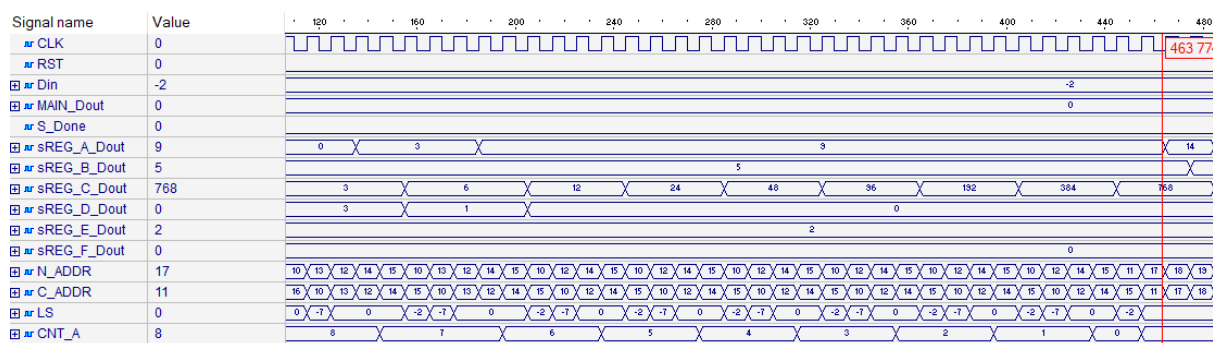 Signal name Value 120 160 200 240 280 320 360 400 440 480
CLK 0 463 774
RST 0
Din -2 -2
MAIN_Dout 0 0
S_Done 0
sREG_A_Dout 9 0 3 9 14
sREG_B_Dout 5 5
sREG_C_Dout 768 3 6 12 24 48 96 192 384 768
sREG_D_Dout 0 3 1 0
sREG_E_Dout 2 2
sREG_F_Dout 0 0
N_ADDR 17 10 13 12 14 15 10 13 12 14 15 10 12 14 15 10 12 14 15 10 12 14 15 10 12 14 15 10 12 14 15 10 12 14 15 11 17 18 19
C_ADDR 11 16 10 13 12 14 15 10 13 12 14 15 10 12 14 15 10 12 14 15 10 12 14 15 10 12 14 15 10 12 14 15 10 12 14 15 11 17 18
LS 0 0 -7 0 -2 -7 0 -2 -7 0 -2 -7 0 -2 -7 0 -2 -7 0 -2 -7 0 -2 -7 0 -2
CNT_A 8 8 7 6 5 4 3 2 1 0